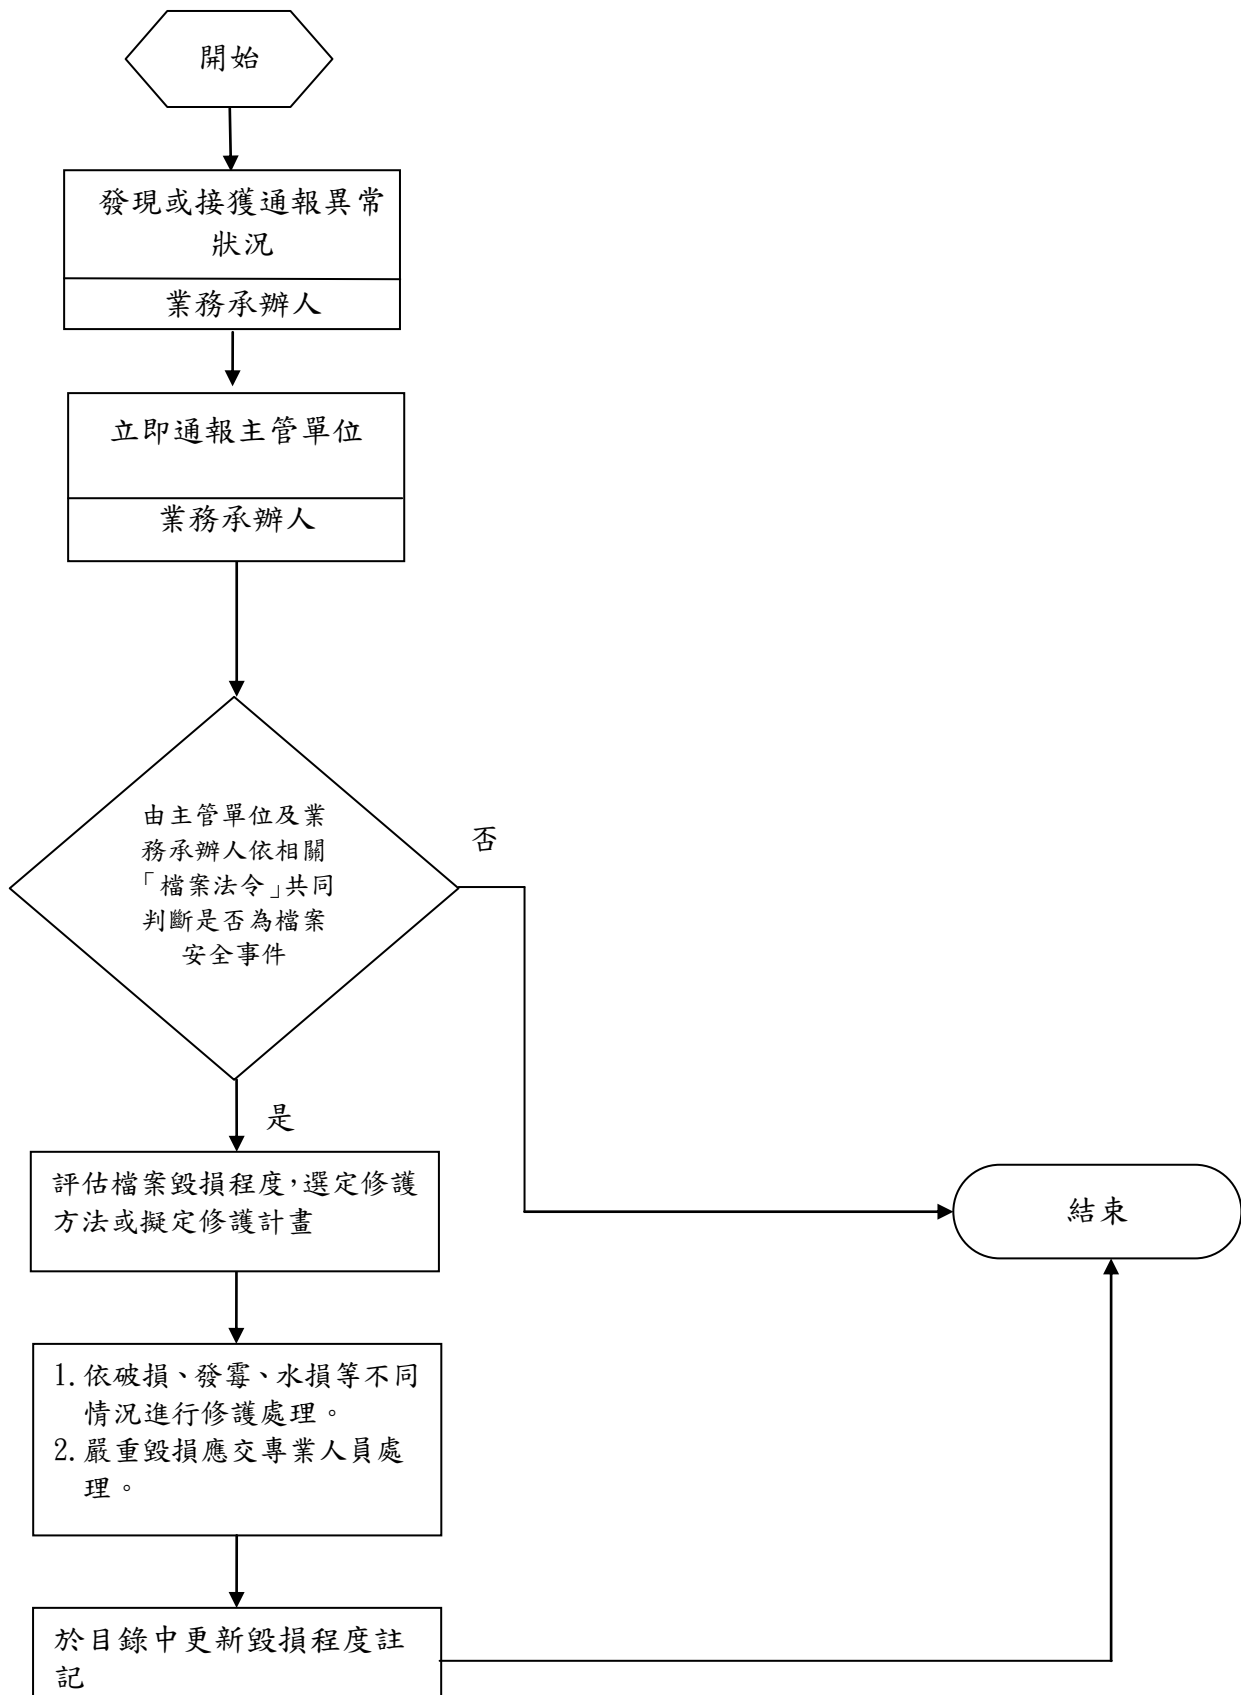 開始
發現或接獲通報異常
狀況
業務承辦人
立即通報主管單位
業務承辦人
由主管單位及業
務承辦人依相關
「檔案法令」共同
判斷是否為檔案
安全事件
否
是
評估檔案毀損程度，選定修護
方法或擬定修護計畫
結束
1. 依破損、發霉、水損等不同
情況進行修護處理。
2. 嚴重毀損應交專業人員處
理。
於目錄中更新毀損程度註
記